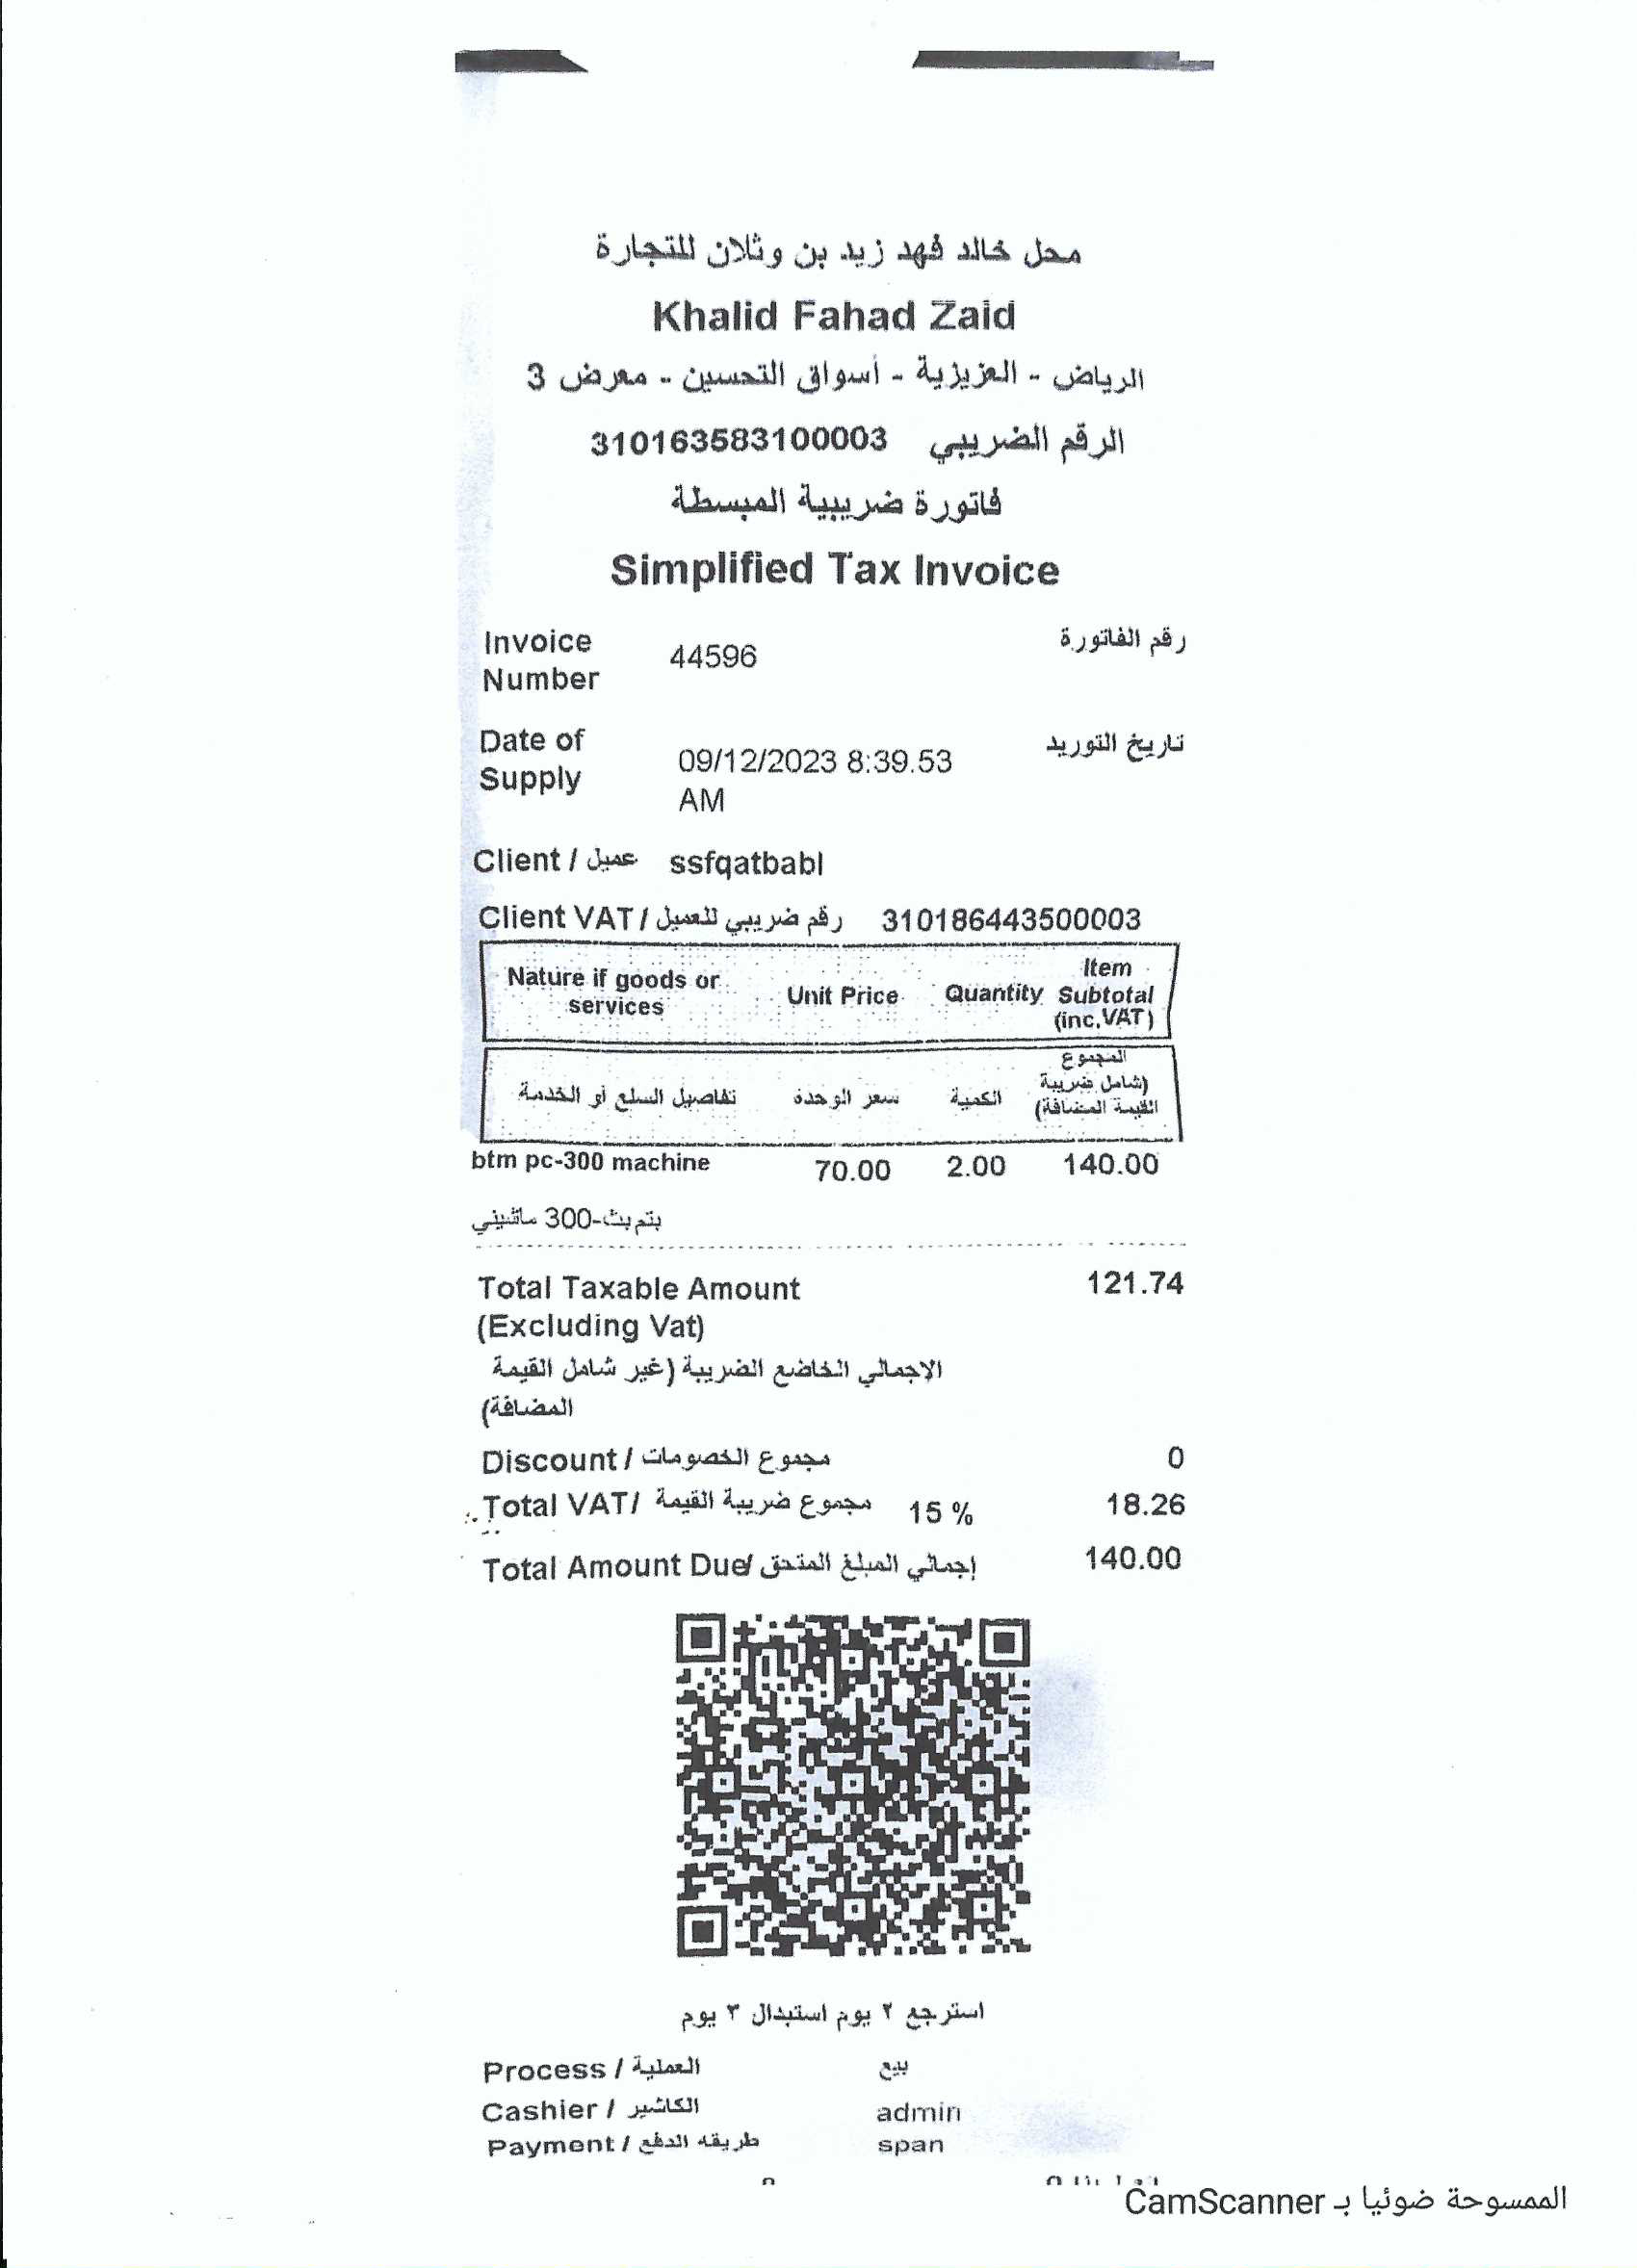 محل خالد فهد زيد بن وثلان للتجارة
Khalid Fahad Zaid
الرياض - العزيزية - أسواق التحسين - معرض 3
الرقم الضريبي 310163583100003
فاتورة ضريبية المبسطة
Simplified Tax Invoice
Invoice Number 44596 رقم الفاتورة
Date of Supply 09/12/2023 8:39.53 AM تاريخ التوريد
Client / عميل ssfqatbabl
Client VAT / رقم ضريبي للعميل 310186443500003
Nature if goods or services Unit Price Quantity Item Subtotal (inc.VAT)
تفاصيل السلع أو الخدمة سعر الوحدة الكمية المجموع (شامل ضريبة القيمة المضافة)
btm pc-300 machine 70.00 2.00 140.00
بتم بث-300 ماشيني
Total Taxable Amount 121.74
(Excluding Vat)
الاجمالي الخاضع الضريبة (غير شامل القيمة
المضافة)
Discount / مجموع الخصومات 0
Total VAT/ مجموع ضريبة القيمة 15 % 18.26
Total Amount Due/ إجمالي المبلغ المتحق 140.00
استرجع ٢ يوم استبدال ٣ يوم
Process / العملية بيع
Cashier / الكاشير admin
Payment / طريقه الدفع span
الممسوحة ضوئيا بـ CamScanner